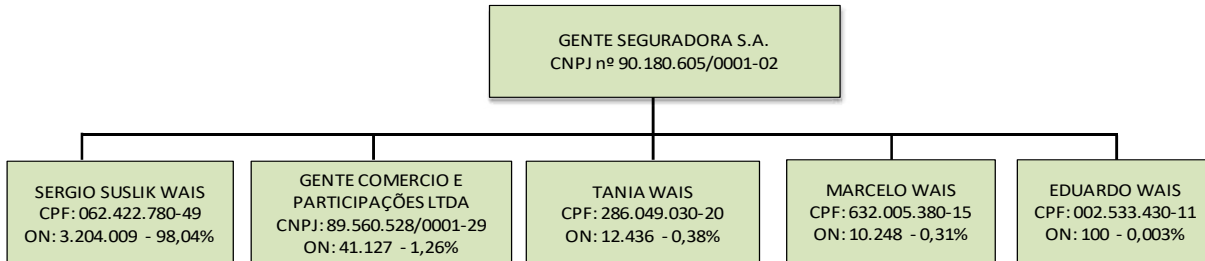 GENTE SEGURADORA S.A.
CNPJ nº 90.180.605/0001-02
SERGIO SUSLIK WAIS
CPF: 062.422.780-49
ON: 3.204.009 - 98,04%
GENTE COMERCIO E
PARTICIPAÇÕES LTDA
CNPJ: 89.560.528/0001-29
ON: 41.127 - 1,26%
TANIA WAIS
CPF: 286.049.030-20
ON: 12.436 - 0,38%
MARCELO WAIS
CPF: 632.005.380-15
ON: 10.248 - 0,31%
EDUARDO WAIS
CPF: 002.533.430-11
ON: 100 - 0,003%